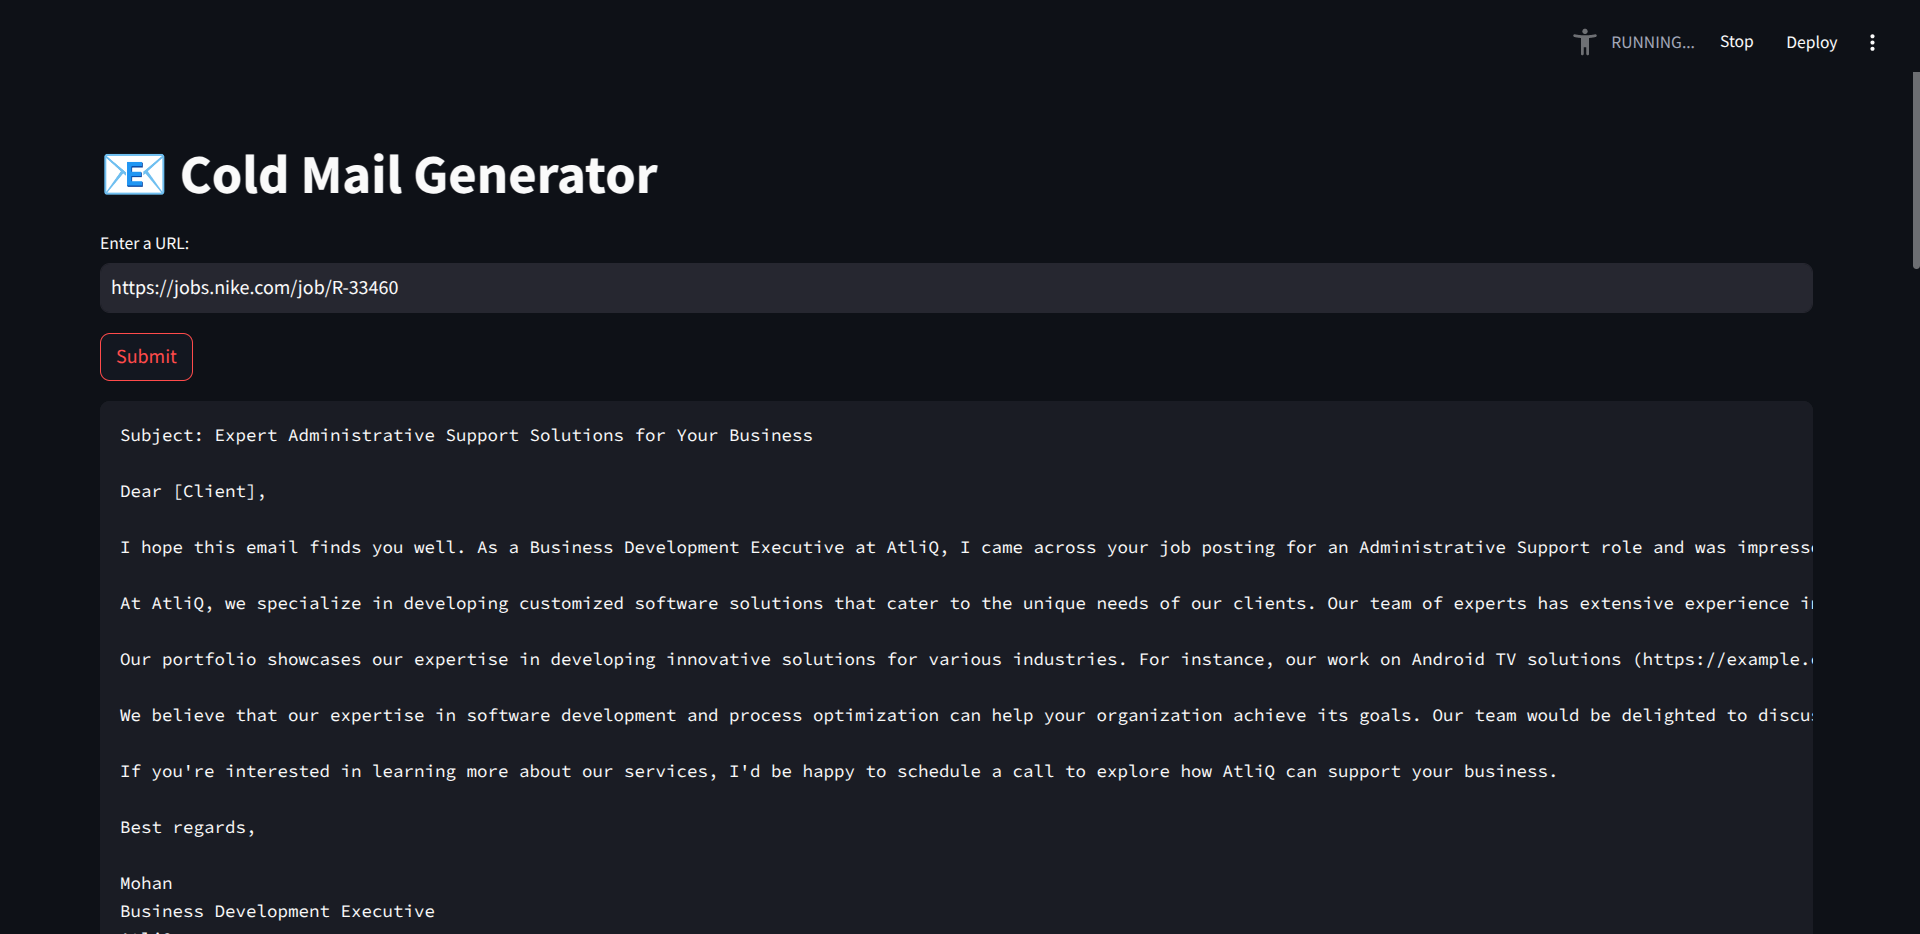 RUNNING...
Stop
Deploy
Cold Mail Generator
Enter a URL:
https://jobs.nike.com/job/R-33460
Submit
Subject: Expert Administrative Support Solutions for Your Business
Dear [Client],
I hope this email finds you well. As a Business Development Executive at AtliQ, I came across your job posting for an Administrative Support role and was
At AtliQ, we specialize in developing customized software solutions that cater to the unique needs of our clients. Our team of experts has extensive experience
Our portfolio showcases our expertise in developing innovative solutions for various industries. For instance, our work on Android TV solutions (https://example.
We believe that our expertise in software development and process optimization can help your organization achieve its goals. Our team would be delighted to
If you're interested in learning more about our services, I'd be happy to schedule a call to explore how AtliQ can support your business.
Best regards,
Mohan
Business Development Executive